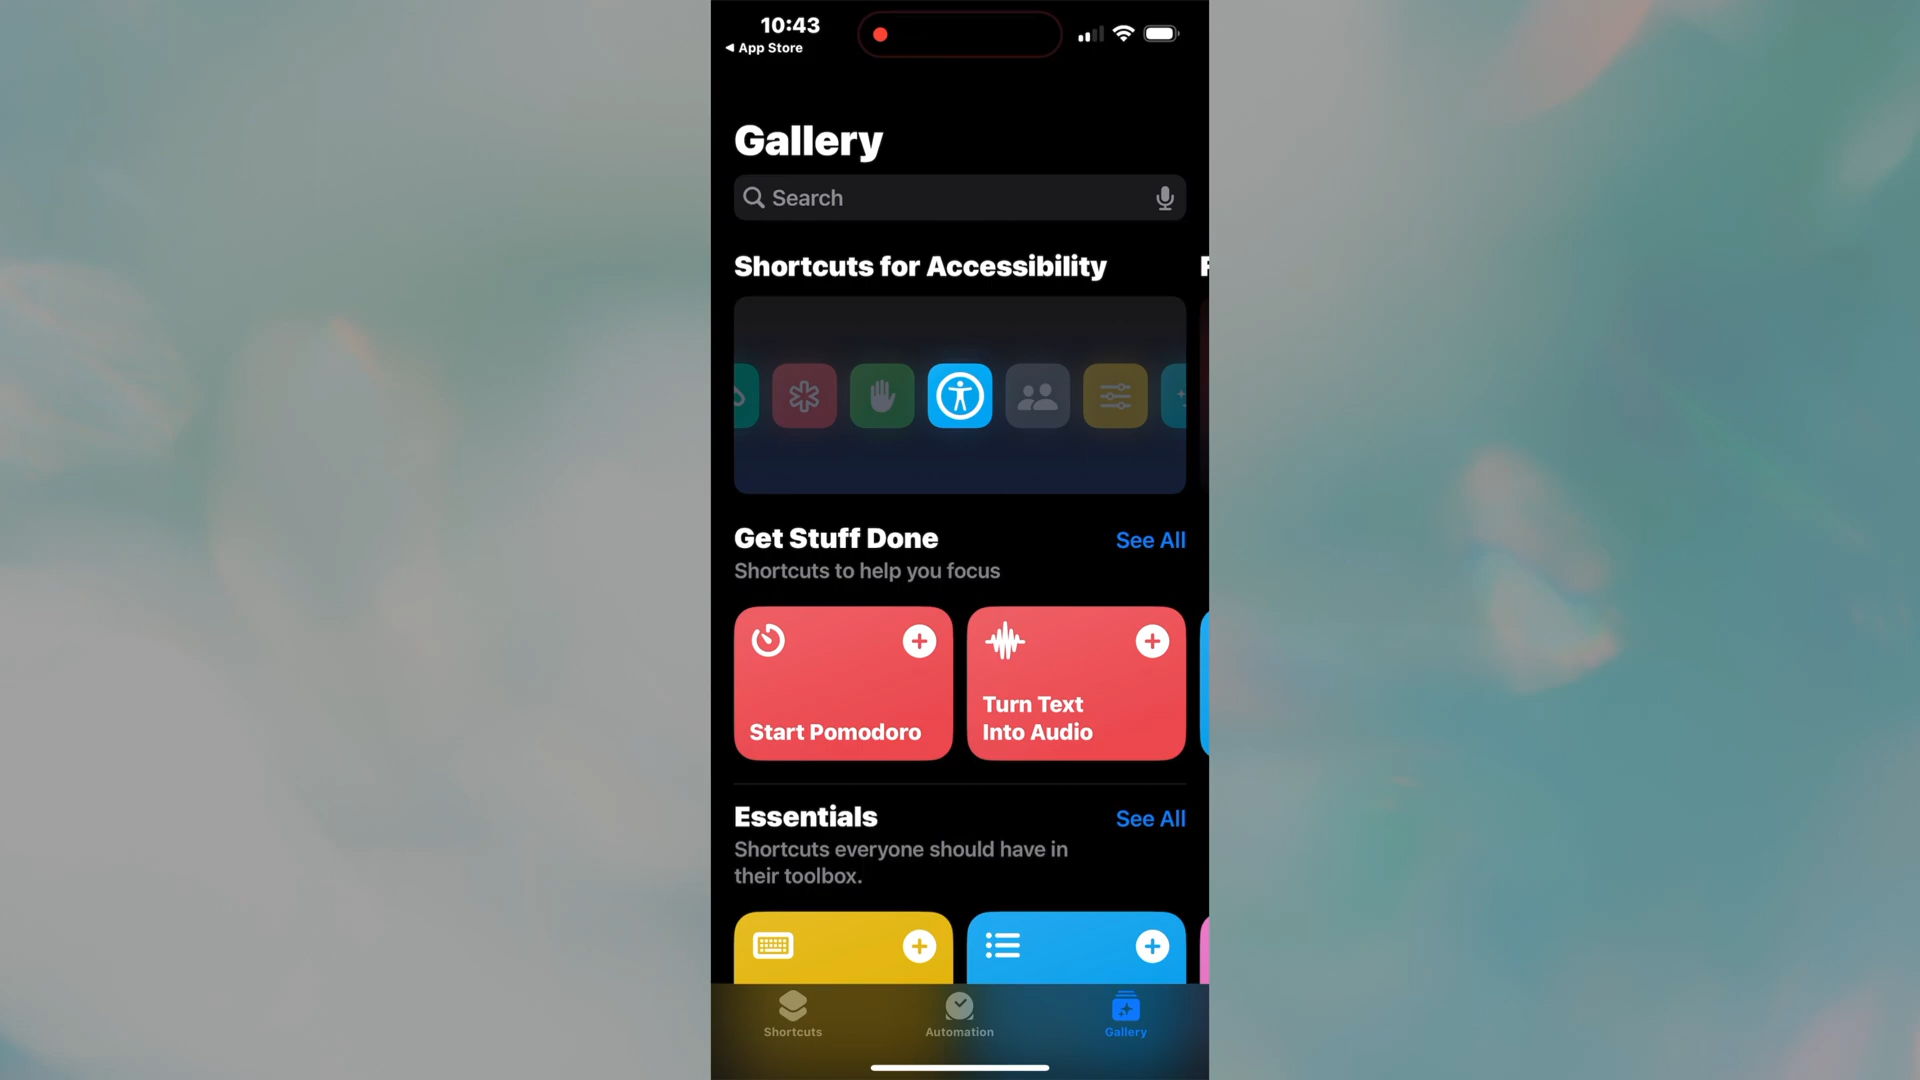 10:43
◀ App Store
Gallery
Search
Shortcuts for Accessibility
Get Stuff Done
See All
Shortcuts to help you focus
Start Pomodoro
Turn Text
Into Audio
Essentials
See All
Shortcuts everyone should have in
their toolbox.
Shortcuts
Automation
Gallery